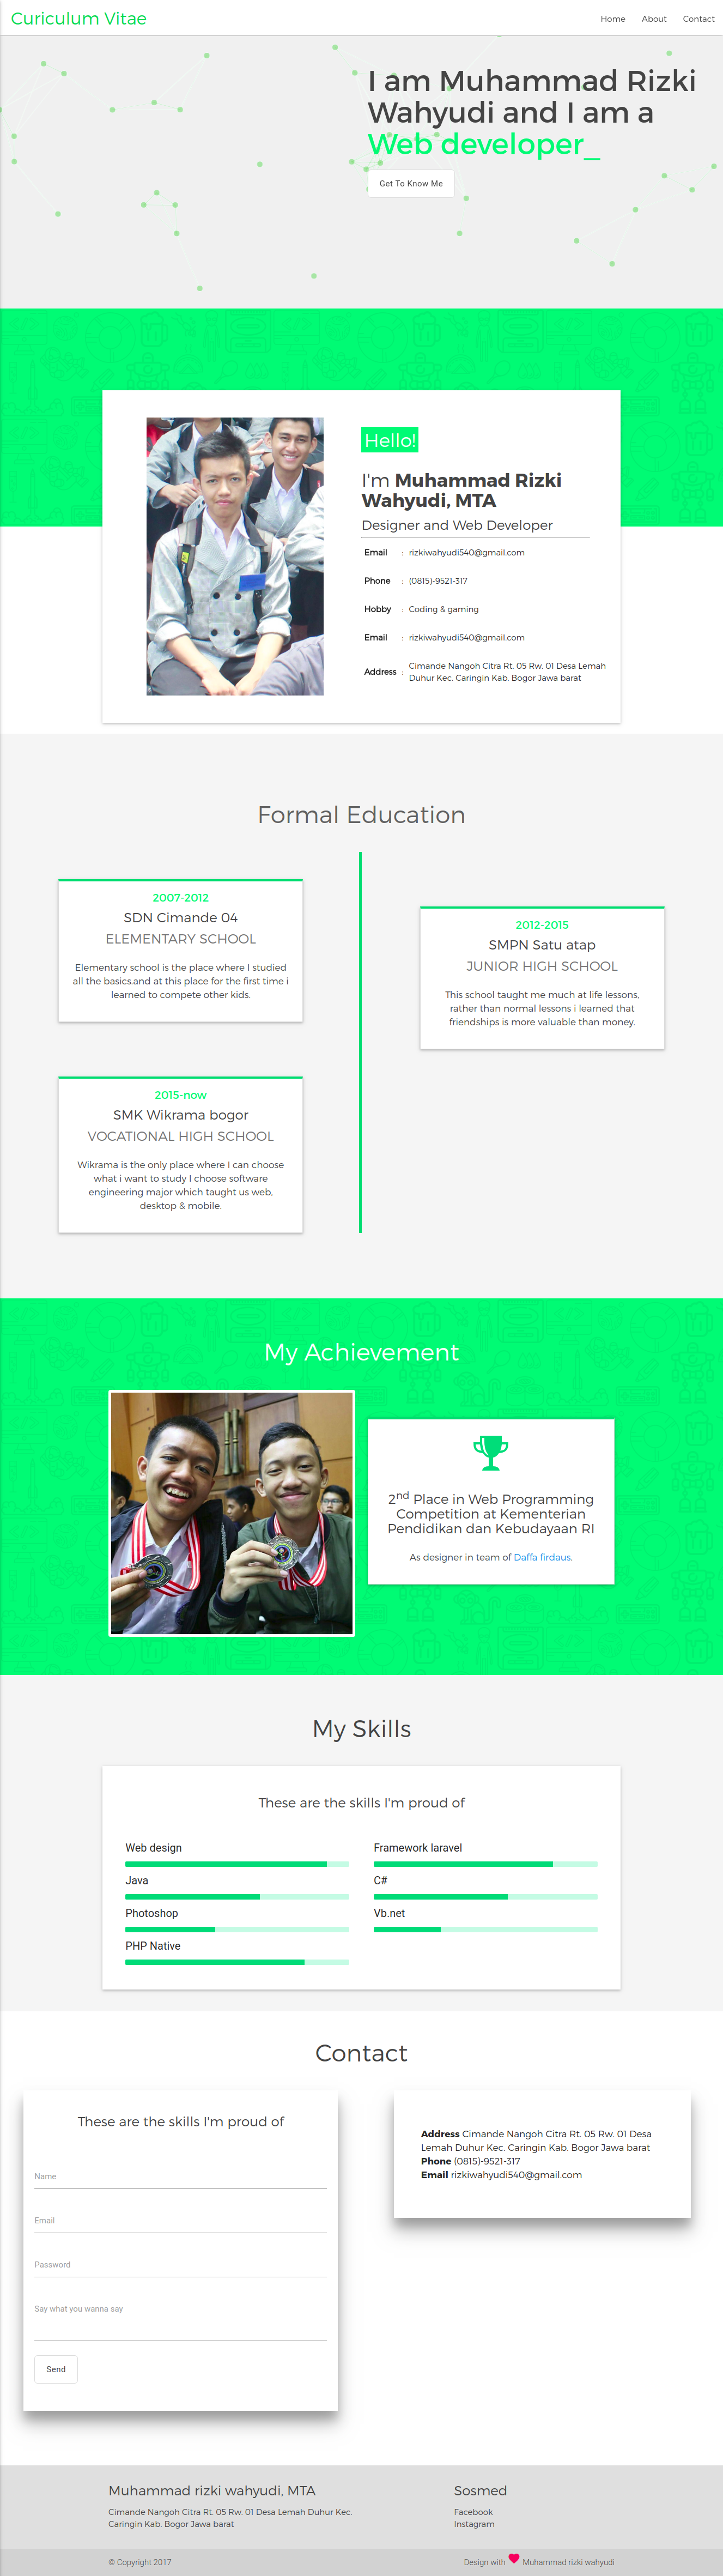 Curiculum Vitae
Home About Contact
I am Muhammad Rizki
Wahyudi and I am a
Web developer_
Get To Know Me
Hello!
I'm Muhammad Rizki
Wahyudi, MTA
Designer and Web Developer
Email : rizkiwahyudi540@gmail.com
Phone : (0815)-9521-317
Hobby : Coding & gaming
Email : rizkiwahyudi540@gmail.com
Address : Cimande Nangoh Citra Rt. 05 Rw. 01 Desa Lemah
Duhur Kec. Caringin Kab. Bogor Jawa barat
Formal Education
2007-2012
SDN Cimande 04
ELEMENTARY SCHOOL
Elementary school is the place where I studied
all the basics.and at this place for the first time i
learned to compete other kids.
2012-2015
SMPN Satu atap
JUNIOR HIGH SCHOOL
This school taught me much at life lessons,
rather than normal lessons i learned that
friendships is more valuable than money.
2015-now
SMK Wikrama bogor
VOCATIONAL HIGH SCHOOL
Wikrama is the only place where I can choose
what i want to study I choose software
engineering major which taught us web,
desktop & mobile.
My Achievement
2nd Place in Web Programming
Competition at Kementerian
Pendidikan dan Kebudayaan RI
As designer in team of Daffa firdaus.
My Skills
These are the skills I'm proud of
Web design
Java
Photoshop
PHP Native
Framework laravel
C#
Vb.net
Contact
These are the skills I'm proud of
Name
Email
Password
Say what you wanna say
Send
Address Cimande Nangoh Citra Rt. 05 Rw. 01 Desa
Lemah Duhur Kec. Caringin Kab. Bogor Jawa barat
Phone (0815)-9521-317
Email rizkiwahyudi540@gmail.com
Muhammad rizki wahyudi, MTA
Cimande Nangoh Citra Rt. 05 Rw. 01 Desa Lemah Duhur Kec.
Caringin Kab. Bogor Jawa barat
Sosmed
Facebook
Instagram
© Copyright 2017
Design with Muhammad rizki wahyudi